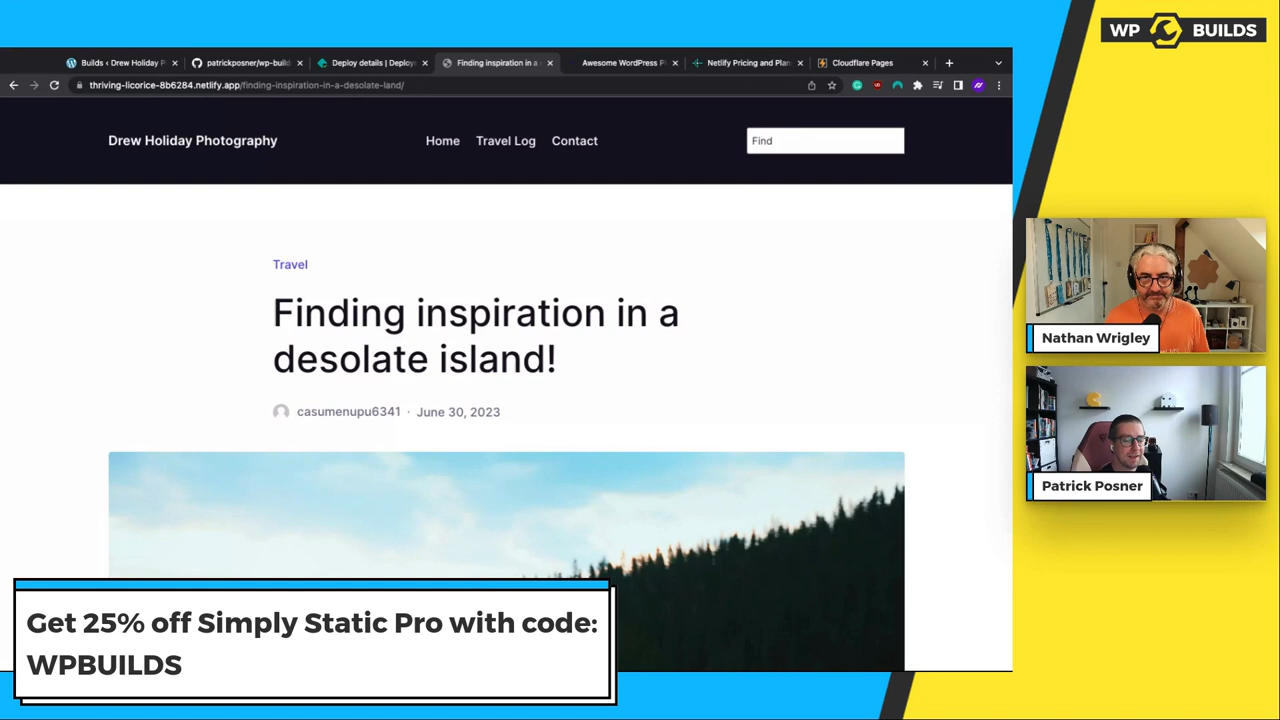 WP BUILDS
Builds ‹ Drew Holiday P
patrickposner/wp-build
Deploy details | Deploye
Finding inspiration in a
Awesome WordPress P
Netlify Pricing and Plan
Cloudflare Pages
thriving-licorice-8b6284.netlify.app/finding-inspiration-in-a-desolate-land/
Drew Holiday Photography
Home
Travel Log
Contact
Find
Travel
Finding inspiration in a
desolate island!
casumenupu6341 · June 30, 2023
Nathan Wrigley
Patrick Posner
Get 25% off Simply Static Pro with code:
WPBUILDS